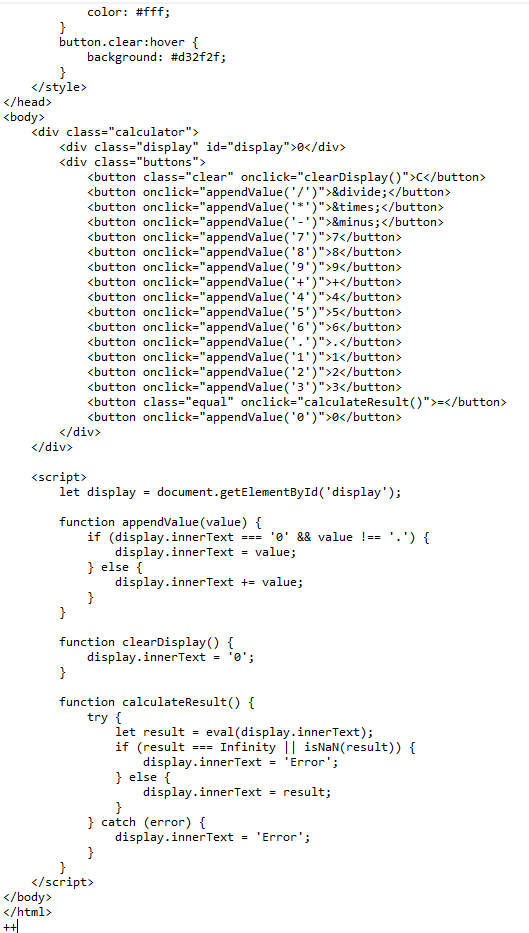 color: #fff;
        }
        button.clear:hover {
            background: #d32f2f;
        }
    </style>
</head>
<body>
    <div class="calculator">
        <div class="display" id="display">0</div>
        <div class="buttons">
            <button class="clear" onclick="clearDisplay()">C</button>
            <button onclick="appendValue('/')">&divide;</button>
            <button onclick="appendValue('*')">&times;</button>
            <button onclick="appendValue('-')">&minus;</button>
            <button onclick="appendValue('7')">7</button>
            <button onclick="appendValue('8')">8</button>
            <button onclick="appendValue('9')">9</button>
            <button onclick="appendValue('+')">+</button>
            <button onclick="appendValue('4')">4</button>
            <button onclick="appendValue('5')">5</button>
            <button onclick="appendValue('6')">6</button>
            <button onclick="appendValue('.')">.</button>
            <button onclick="appendValue('1')">1</button>
            <button onclick="appendValue('2')">2</button>
            <button onclick="appendValue('3')">3</button>
            <button class="equal" onclick="calculateResult()">=</button>
            <button onclick="appendValue('0')">0</button>
        </div>
    </div>

    <script>
        let display = document.getElementById('display');

        function appendValue(value) {
            if (display.innerText === '0' && value !== '.') {
                display.innerText = value;
            } else {
                display.innerText += value;
            }
        }

        function clearDisplay() {
            display.innerText = '0';
        }

        function calculateResult() {
            try {
                let result = eval(display.innerText);
                if (result === Infinity || isNaN(result)) {
                    display.innerText = 'Error';
                } else {
                    display.innerText = result;
                }
            } catch (error) {
                display.innerText = 'Error';
            }
        }
    </script>
</body>
</html>
++